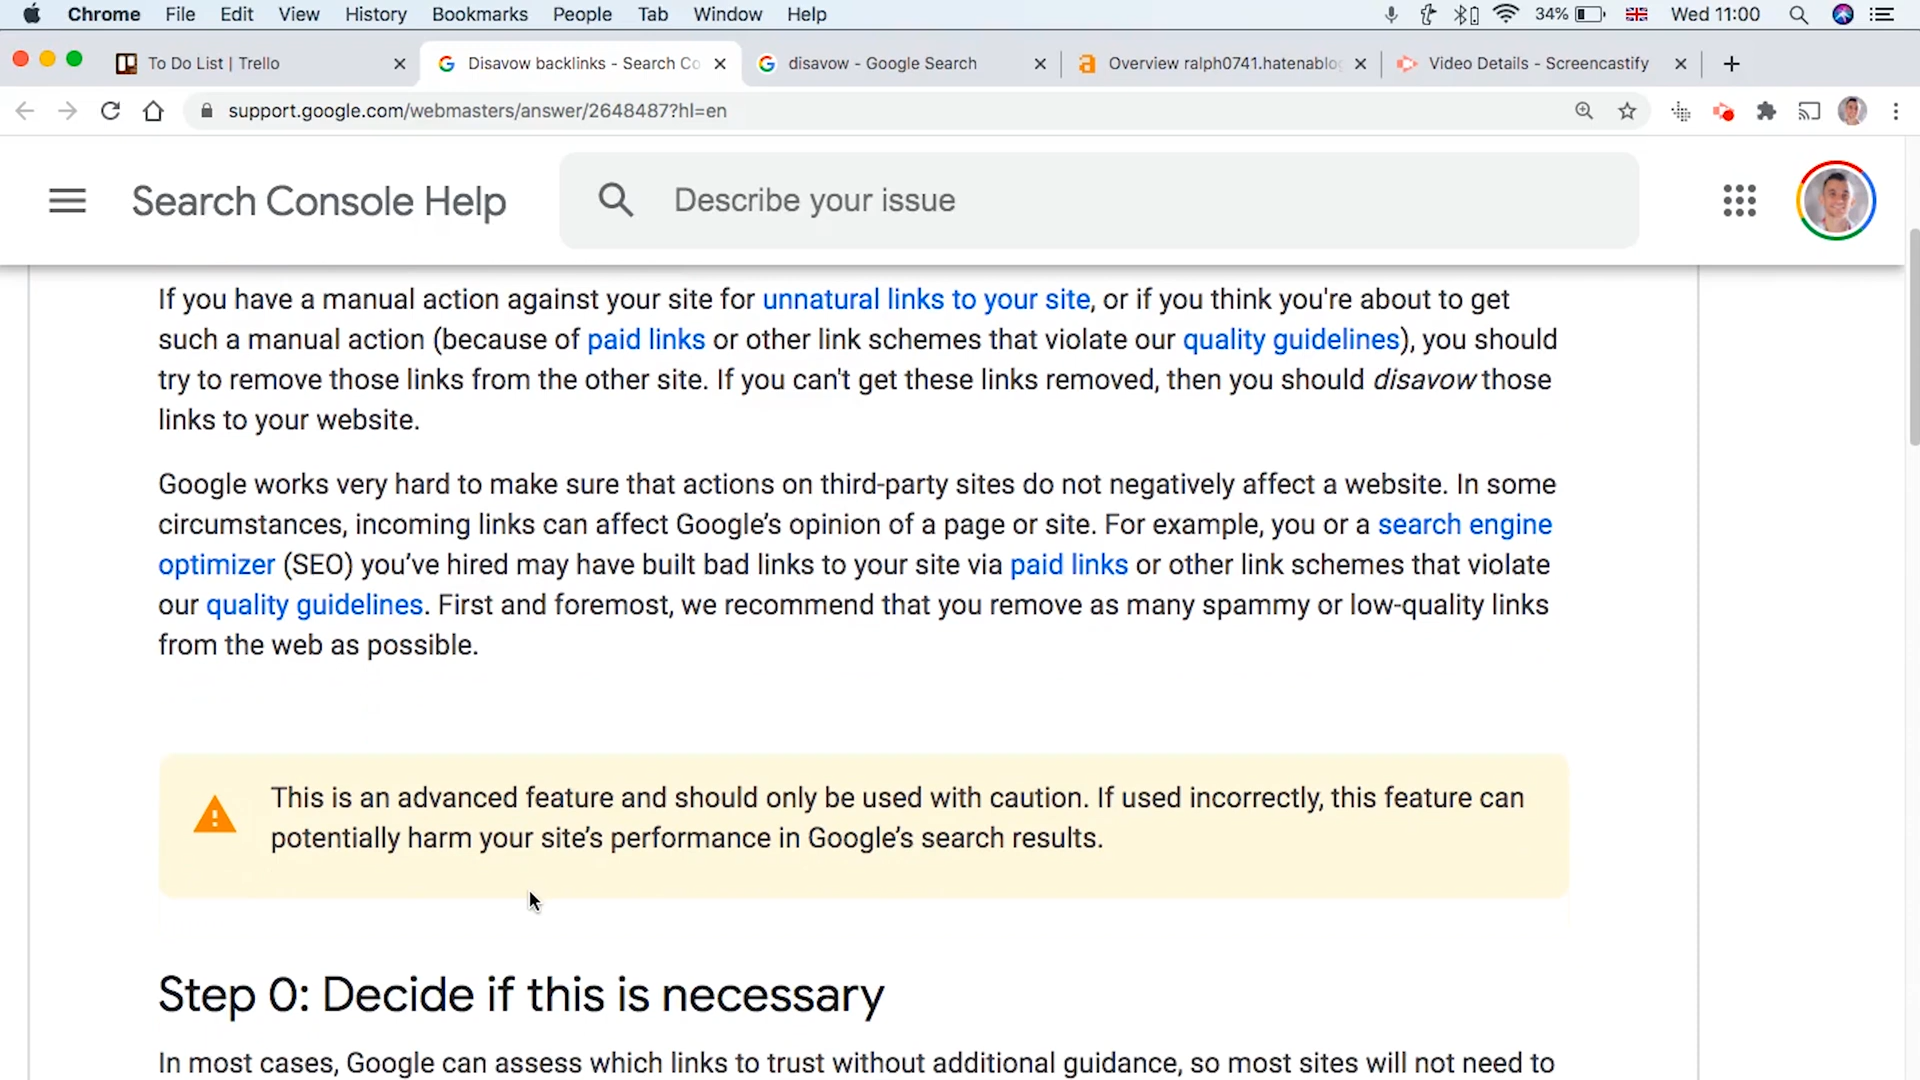 Chrome File Edit View History Bookmarks People Tab Window Help 34% Wed 11:00
To Do List | Trello Disavow backlinks - Search Co disavow - Google Search Overview ralph0741.hatenablo Video Details - Screencastify
support.google.com/webmasters/answer/2648487?hl=en
Search Console Help Describe your issue
If you have a manual action against your site for unnatural links to your site, or if you think you're about to get
such a manual action (because of paid links or other link schemes that violate our quality guidelines), you should
try to remove those links from the other site. If you can't get these links removed, then you should disavow those
links to your website.
Google works very hard to make sure that actions on third-party sites do not negatively affect a website. In some
circumstances, incoming links can affect Google’s opinion of a page or site. For example, you or a search engine
optimizer (SEO) you’ve hired may have built bad links to your site via paid links or other link schemes that violate
our quality guidelines. First and foremost, we recommend that you remove as many spammy or low-quality links
from the web as possible.
This is an advanced feature and should only be used with caution. If used incorrectly, this feature can
potentially harm your site’s performance in Google’s search results.
Step 0: Decide if this is necessary
In most cases, Google can assess which links to trust without additional guidance, so most sites will not need to